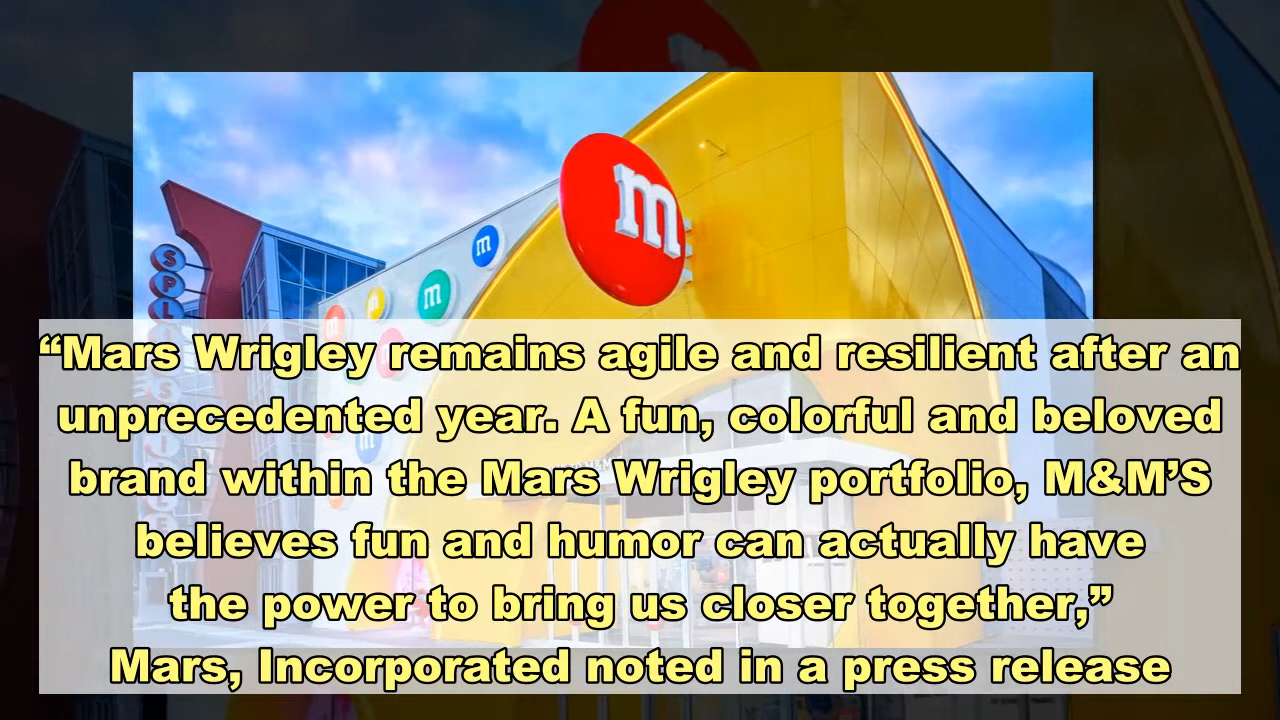 m
m
m
“Mars Wrigley remains agile and resilient after an
unprecedented year. A fun, colorful and beloved
brand within the Mars Wrigley portfolio, M&M’S
believes fun and humor can actually have
the power to bring us closer together,”
Mars, Incorporated noted in a press release